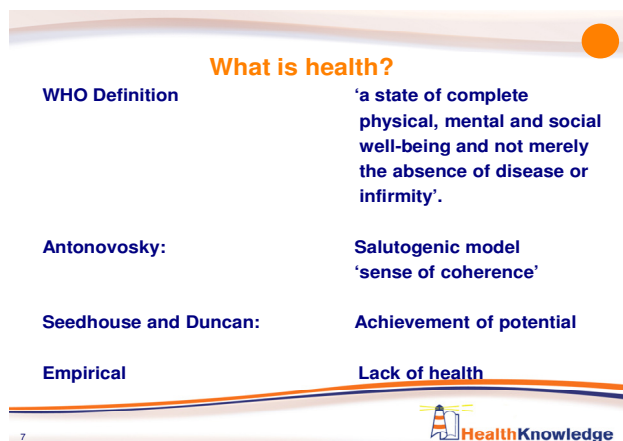 What is health?
WHO Definition ‘a state of complete
physical, mental and social
well-being and not merely
the absence of disease or
infirmity’.
Antonovosky: Salutogenic model
‘sense of coherence’
Seedhouse and Duncan: Achievement of potential
Empirical Lack of health
7 HealthKnowledge